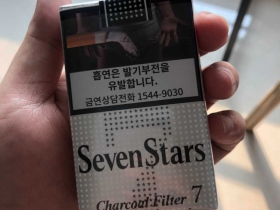 흡연은 발기부전을
유발합니다.
금연상담전화 1544-9030
Seven Stars
7
Charcoal Filter 7